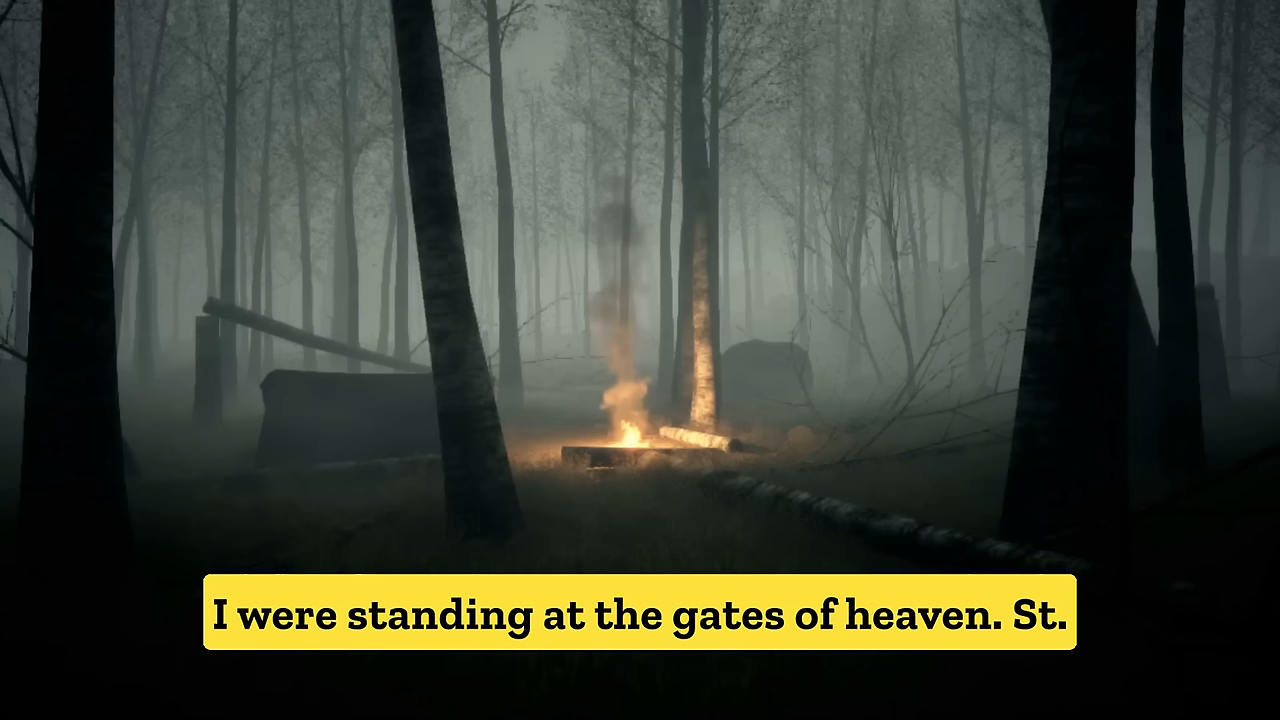 I were standing at the gates of heaven. St.